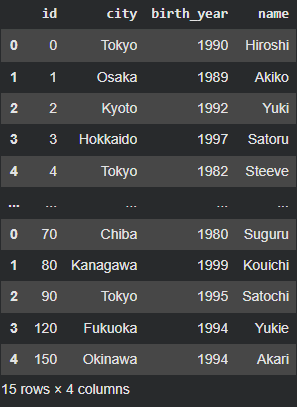 id city birth_year name
0 0 Tokyo 1990 Hiroshi
1 1 Osaka 1989 Akiko
2 2 Kyoto 1992 Yuki
3 3 Hokkaido 1997 Satoru
4 4 Tokyo 1982 Steeve
... ... ... ... ...
0 70 Chiba 1980 Suguru
1 80 Kanagawa 1999 Kouichi
2 90 Tokyo 1995 Satochi
3 120 Fukuoka 1994 Yukie
4 150 Okinawa 1994 Akari
15 rows × 4 columns